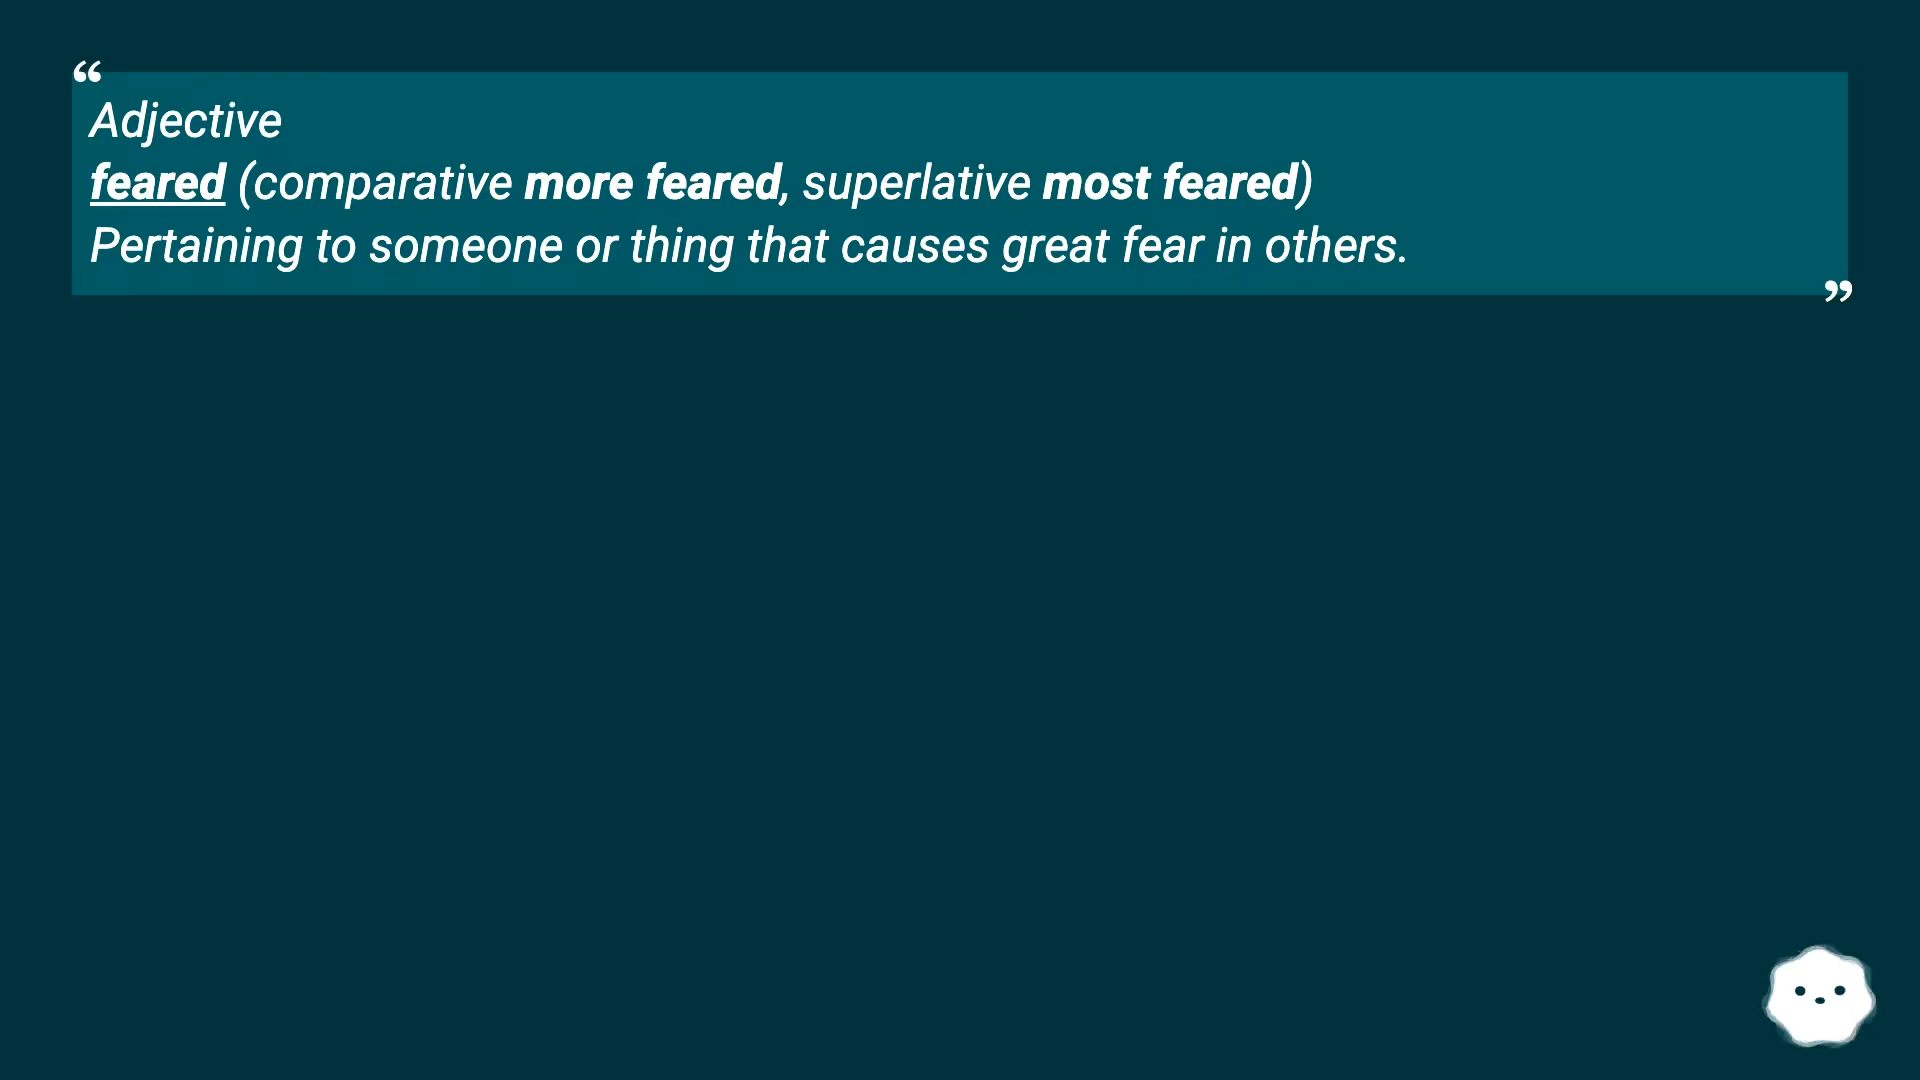 “
Adjective
feared (comparative more feared, superlative most feared)
Pertaining to someone or thing that causes great fear in others.
”